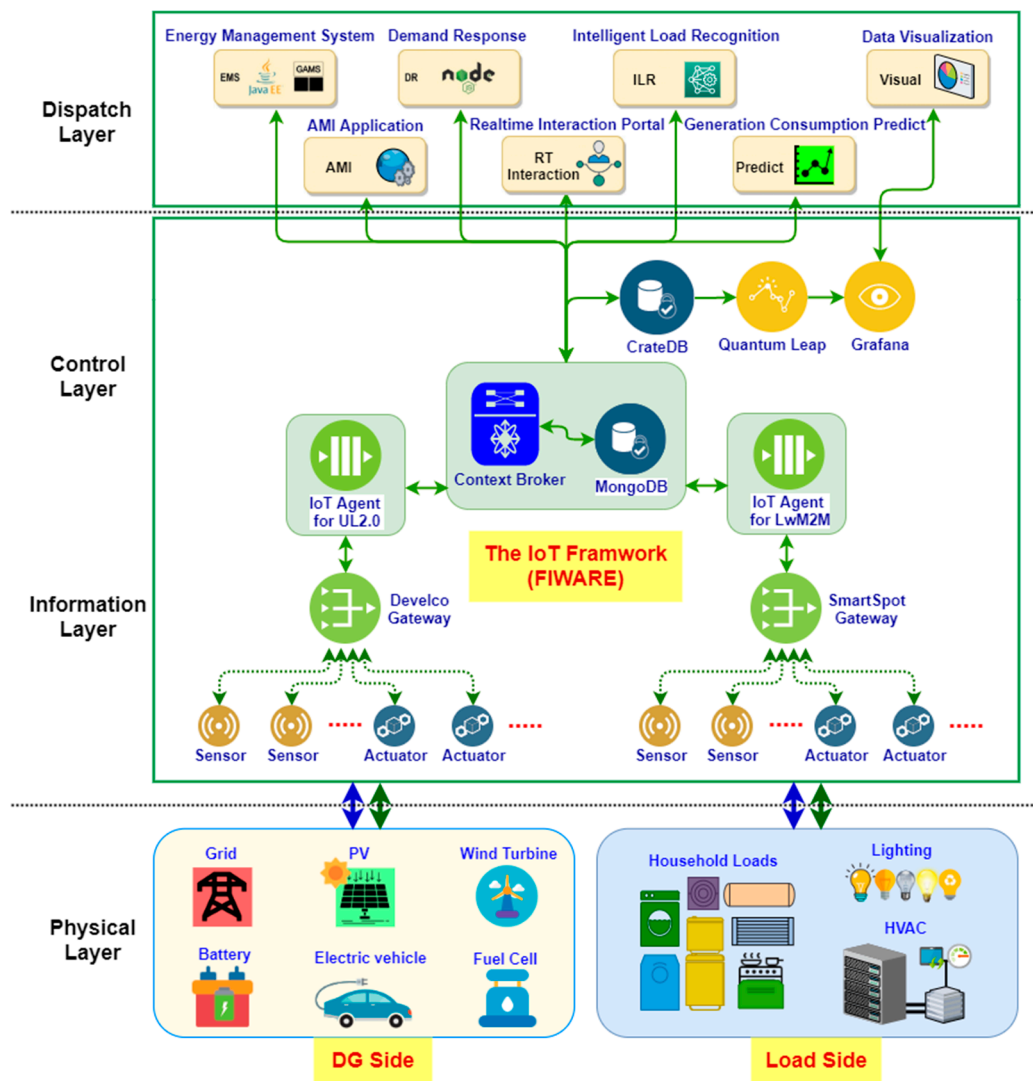 Energy Management System
Demand Response
Intelligent Load Recognition
Data Visualization
EMS
Java EE
GAMS
DR
node
JS
ILR
Visual
Dispatch
Layer
AMI Application
Realtime Interaction Portal
Generation Consumption Predict
AMI
RT
Interaction
Predict
CrateDB
Quantum Leap
Grafana
Control
Layer
Context Broker
MongoDB
IoT Agent
for UL2.0
IoT Agent
for LwM2M
The IoT Framwork
(FIWARE)
Information
Layer
Develco
Gateway
SmartSpot
Gateway
Sensor
Sensor
.....
Actuator
Actuator
.....
Sensor
Sensor
.....
Actuator
Actuator
.....
Physical
Layer
Grid
PV
Wind Turbine
Battery
Electric vehicle
Fuel Cell
DG Side
Household Loads
Lighting
HVAC
Load Side